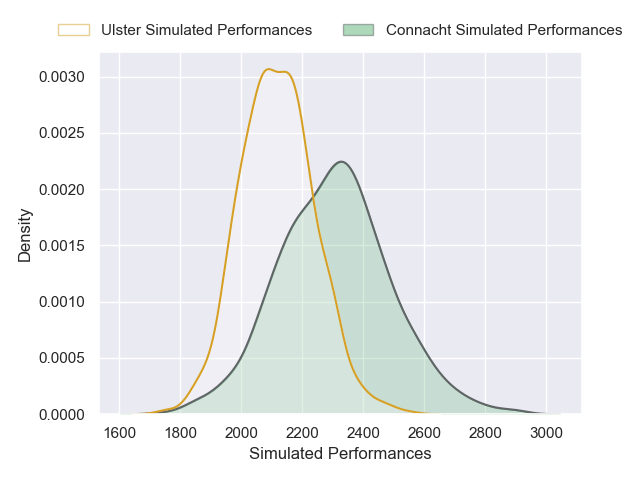 Ulster Simulated Performances Connacht Simulated Performances
0.0030
0.0025
0.0020
0.0015
0.0010
0.0005
0.0000
Density
1600 1800 2000 2200 2400 2600 2800 3000
Simulated Performances